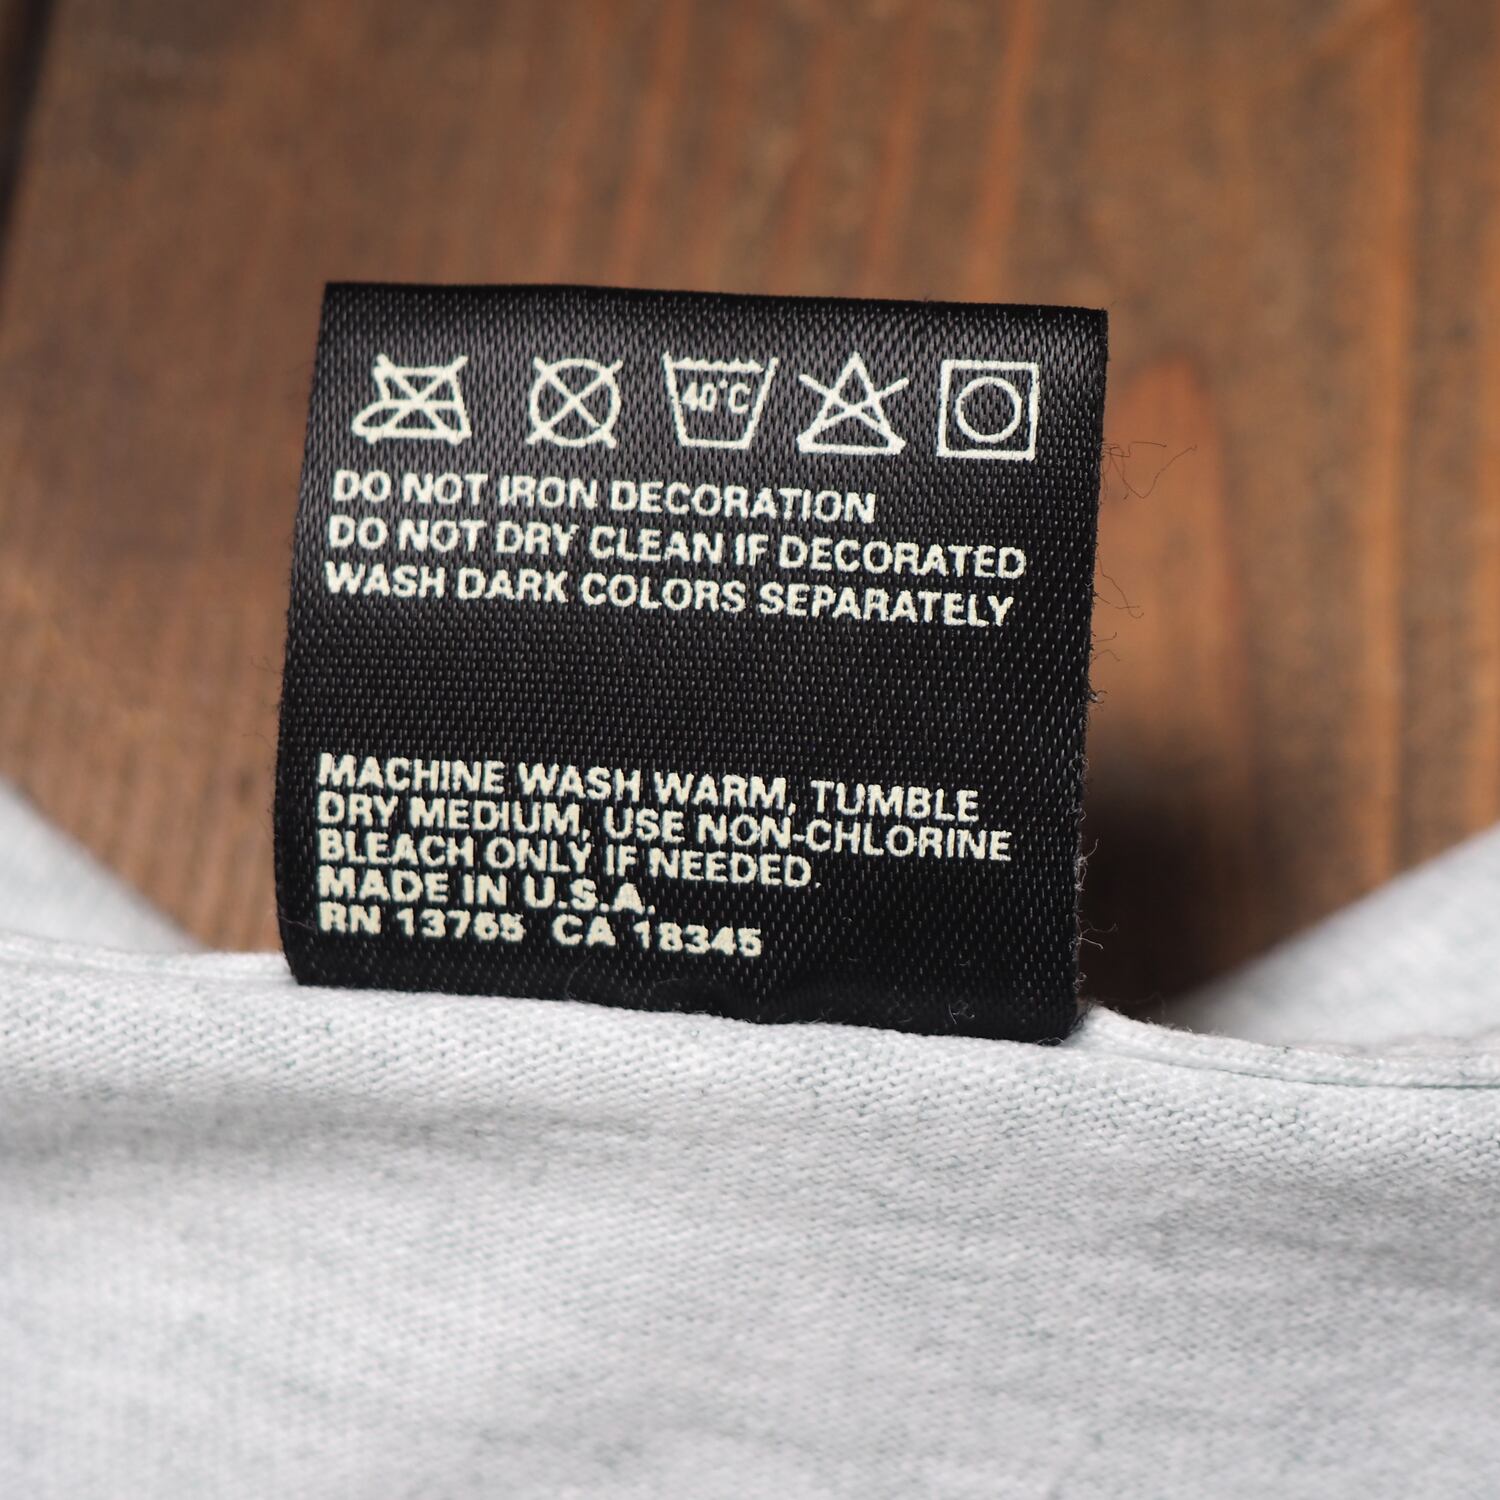 40°C
DO NOT IRON DECORATION
DO NOT DRY CLEAN IF DECORATED
WASH DARK COLORS SEPARATELY
MACHINE WASH WARM, TUMBLE
DRY MEDIUM, USE NON-CHLORINE
BLEACH ONLY IF NEEDED.
MADE IN U.S.A.
RN 13765 CA 18345